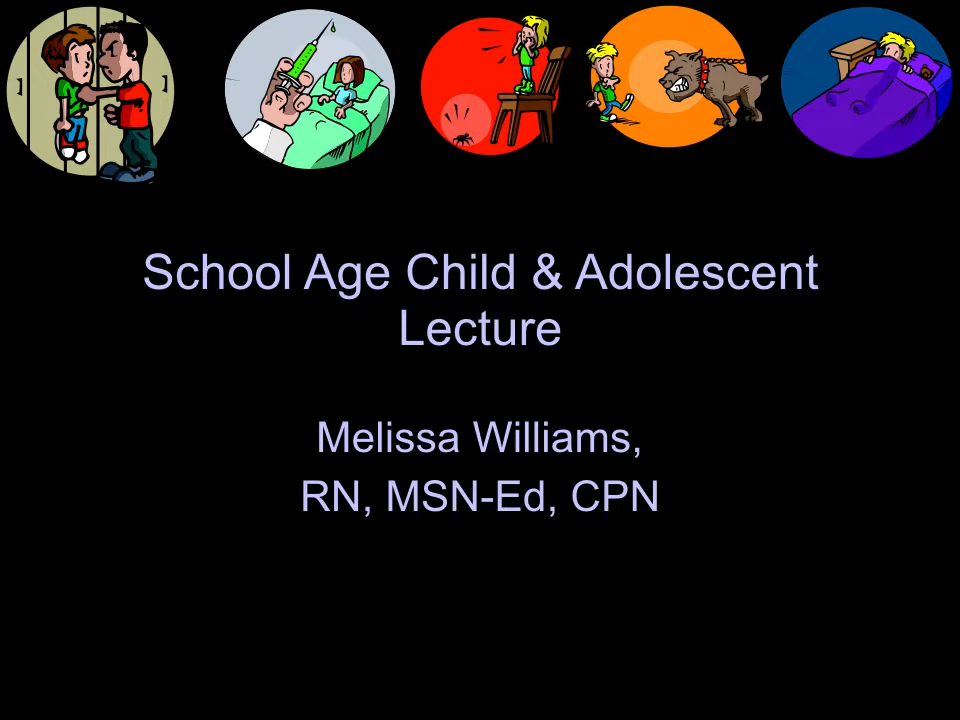 School Age Child & Adolescent
Lecture
Melissa Williams,
RN, MSN-Ed, CPN